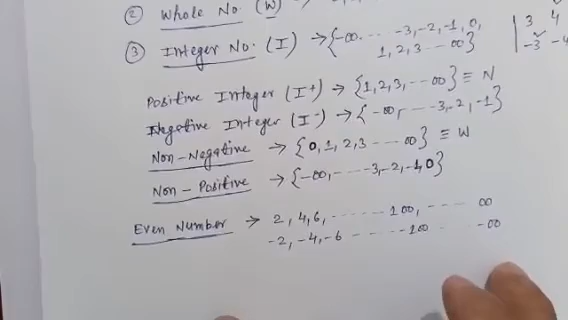 ② Whole No. (W) →
③ Integer No. (I) → {-∞.... -3,-2,-1,0,
1,2,3---∞}
3 4
-3 -4
Positive Integer (I+) → {1,2,3,---∞} ≡ N
Negative Integer (I-) → {-∞,----3,-2,-1}
Non-Negative → {0,1,2,3----∞} ≡ W
Non-Positive → {-∞,----3,-2,-1,0}
Even Number → 2,4,6,------100,----∞
-2,-4,-6------100----∞